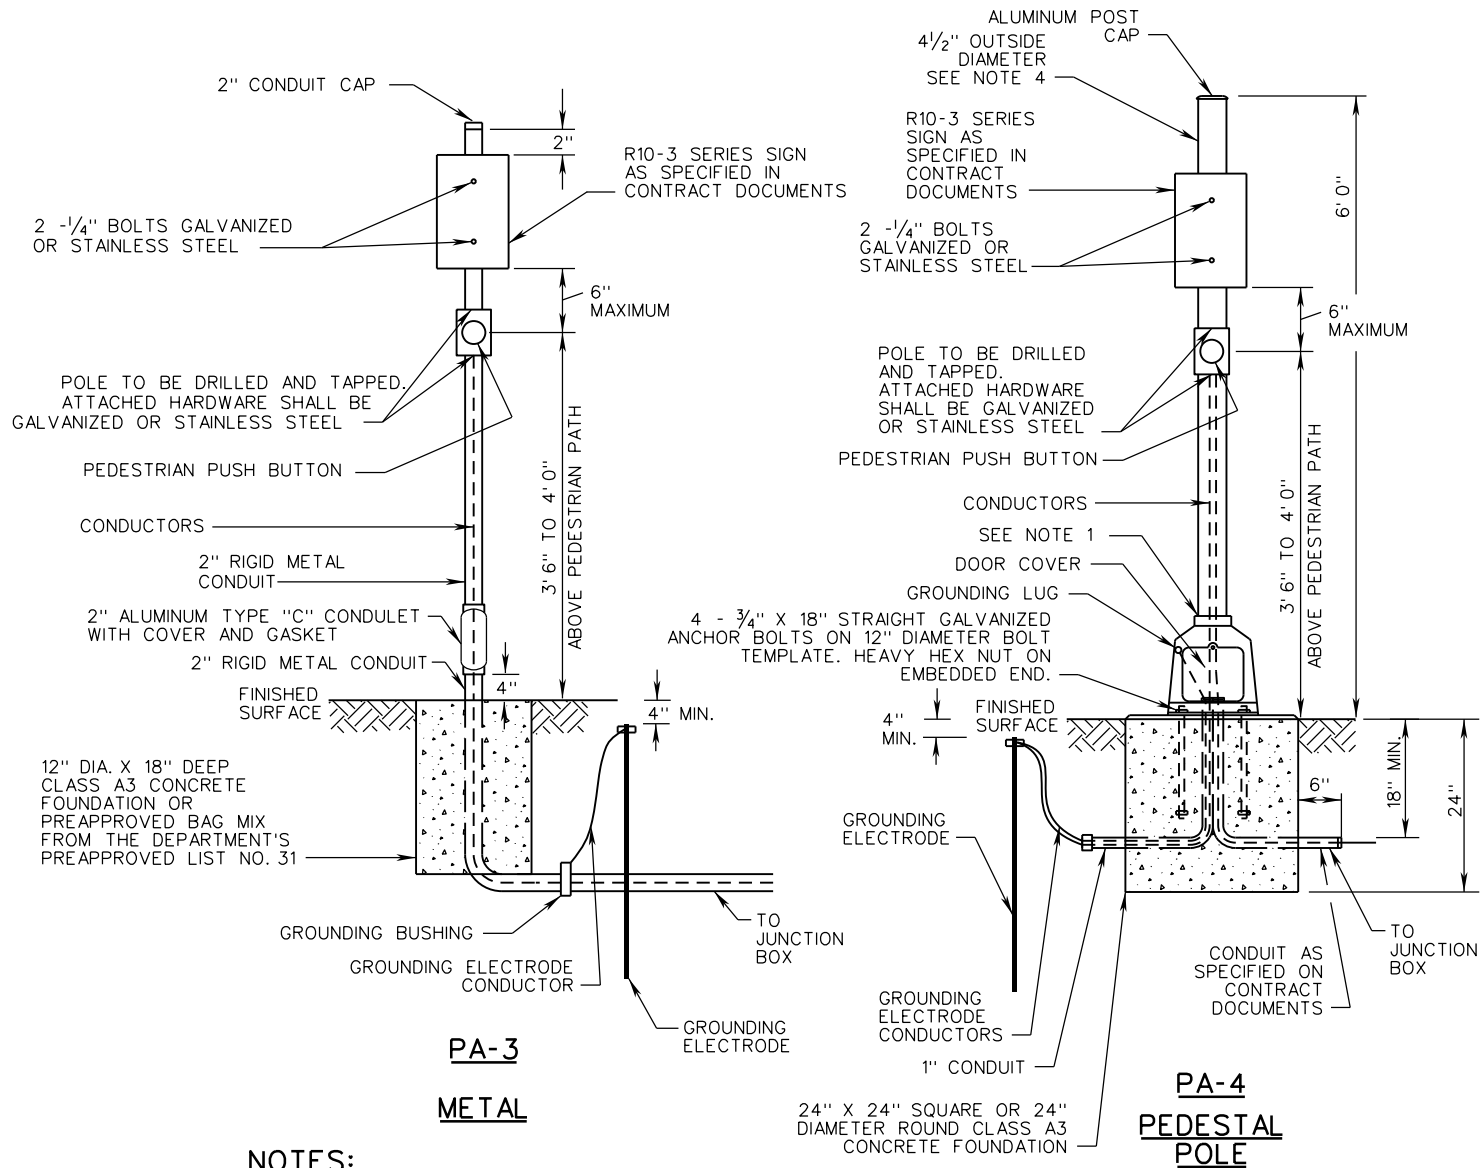 2" CONDUIT CAP
2"
R10-3 SERIES SIGN
AS SPECIFIED IN
CONTRACT DOCUMENTS
2 -1/4" BOLTS GALVANIZED
OR STAINLESS STEEL
6"
MAXIMUM
POLE TO BE DRILLED AND TAPPED.
ATTACHED HARDWARE SHALL BE
GALVANIZED OR STAINLESS STEEL
PEDESTRIAN PUSH BUTTON
3'6" TO 4'0"
ABOVE PEDESTRIAN PATH
CONDUCTORS
2" RIGID METAL
CONDUIT
2" ALUMINUM TYPE "C" CONDULET
WITH COVER AND GASKET
2" RIGID METAL CONDUIT
4"
FINISHED
SURFACE
4" MIN.
12" DIA. X 18" DEEP
CLASS A3 CONCRETE
FOUNDATION OR
PREAPPROVED BAG MIX
FROM THE DEPARTMENT'S
PREAPPROVED LIST NO. 31
GROUNDING BUSHING
TO
JUNCTION
BOX
GROUNDING ELECTRODE
CONDUCTOR
GROUNDING
ELECTRODE
PA-3
METAL
NOTES:
ALUMINUM POST
CAP
4 1/2" OUTSIDE
DIAMETER
SEE NOTE 4
R10-3 SERIES
SIGN AS
SPECIFIED IN
CONTRACT
DOCUMENTS
6'0"
2 -1/4" BOLTS
GALVANIZED OR
STAINLESS STEEL
6"
MAXIMUM
POLE TO BE DRILLED
AND TAPPED.
ATTACHED HARDWARE
SHALL BE GALVANIZED
OR STAINLESS STEEL
PEDESTRIAN PUSH BUTTON
3'6" TO 4'0"
ABOVE PEDESTRIAN PATH
CONDUCTORS
SEE NOTE 1
DOOR COVER
GROUNDING LUG
4 - 3/4" X 18" STRAIGHT GALVANIZED
ANCHOR BOLTS ON 12" DIAMETER BOLT
TEMPLATE. HEAVY HEX NUT ON
EMBEDDED END.
FINISHED
SURFACE
4"
MIN.
18" MIN.
24"
6"
GROUNDING
ELECTRODE
TO
JUNCTION
BOX
CONDUIT AS
SPECIFIED ON
CONTRACT
DOCUMENTS
GROUNDING
ELECTRODE
CONDUCTORS
1" CONDUIT
24" X 24" SQUARE OR 24"
DIAMETER ROUND CLASS A3
CONCRETE FOUNDATION
PA-4
PEDESTAL
POLE